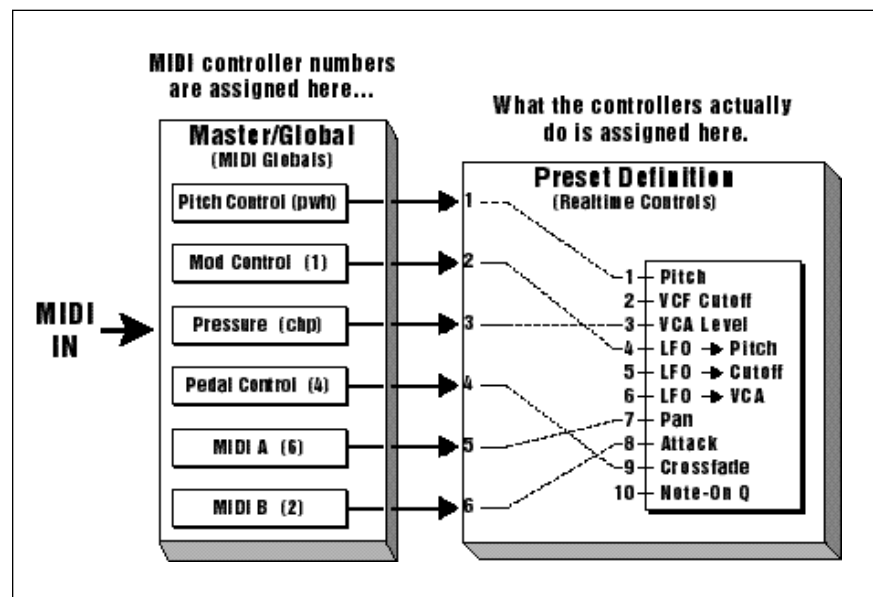 MIDI controller numbers
are assigned here...
What the controllers actually
do is assigned here.
MIDI
IN
Master/Global
(MIDI Globals)
Pitch Control (pwh)
Mod Control (1)
Pressure (chp)
Pedal Control (4)
MIDI A (6)
MIDI B (2)
Preset Definition
(Realtime Controls)
1
2
3
4
5
6
1 Pitch
2 VCF Cutoff
3 VCA Level
4 LFO → Pitch
5 LFO → Cutoff
6 LFO → VCA
7 Pan
8 Attack
9 Crossfade
10 Note-On Q